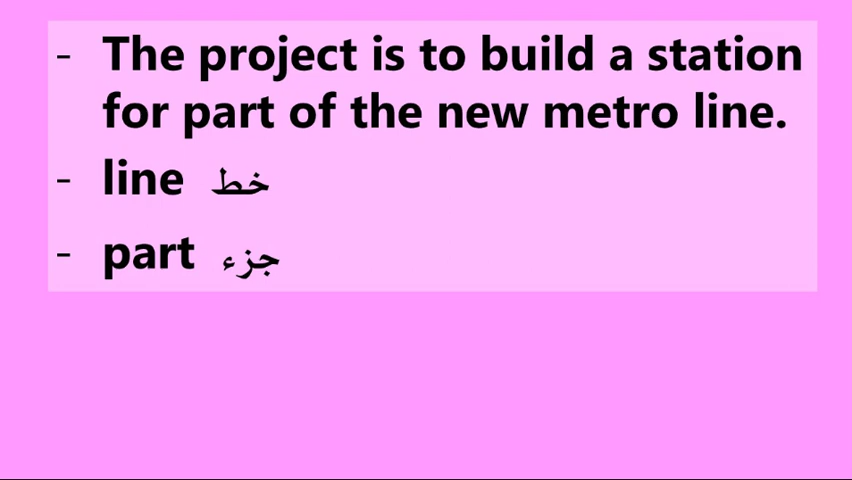 - The project is to build a station
for part of the new metro line.
- line خط
- part جزء